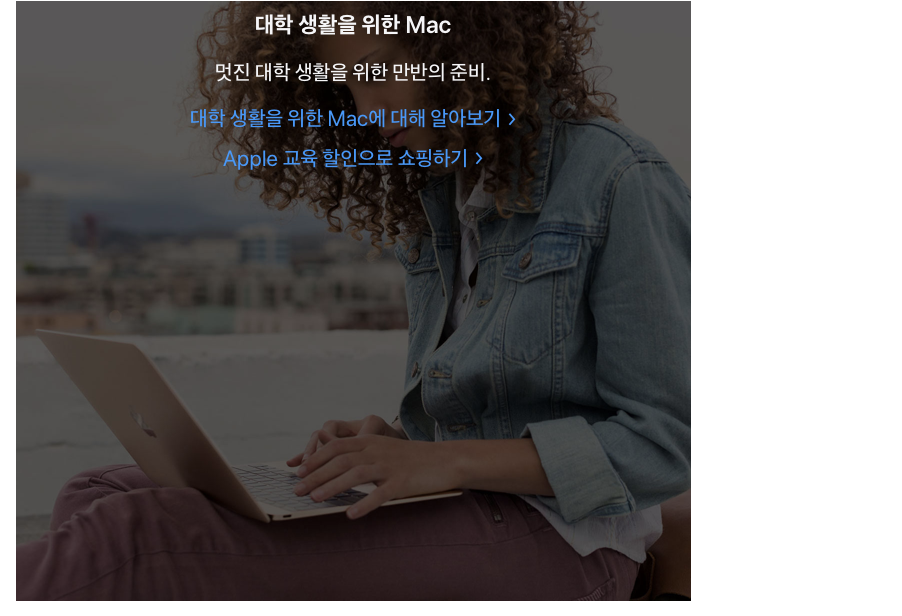 대학 생활을 위한 Mac
멋진 대학 생활을 위한 만반의 준비.
대학 생활을 위한 Mac에 대해 알아보기 >
Apple 교육 할인으로 쇼핑하기 >